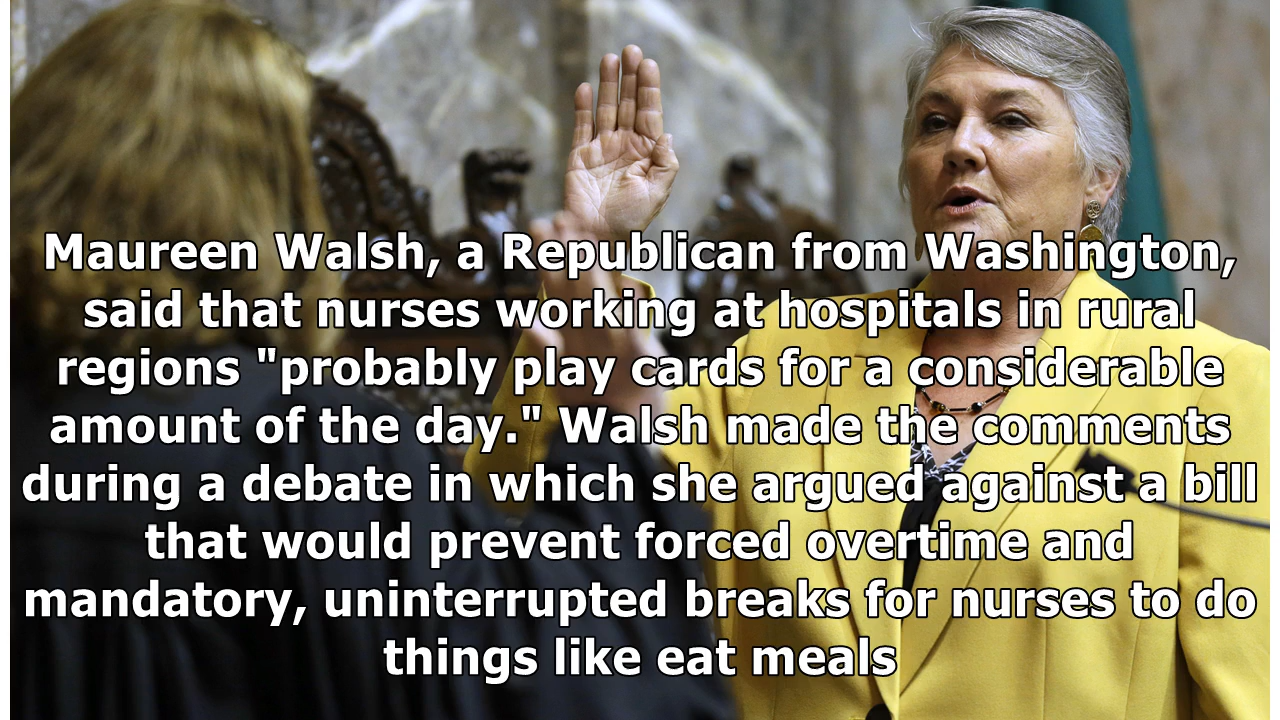 Maureen Walsh, a Republican from Washington,
said that nurses working at hospitals in rural
regions "probably play cards for a considerable
amount of the day." Walsh made the comments
during a debate in which she argued against a bill
that would prevent forced overtime and
mandatory, uninterrupted breaks for nurses to do
things like eat meals